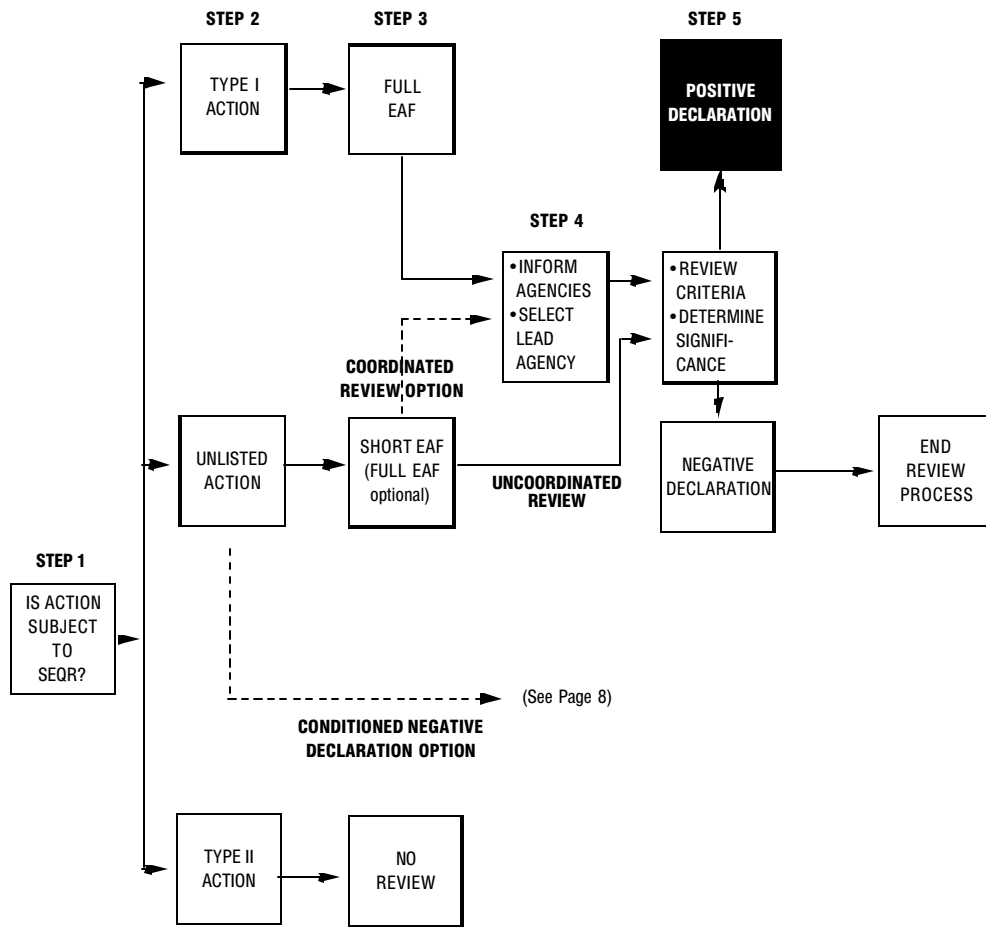 STEP 2
STEP 3
STEP 5
TYPE I
ACTION
FULL
EAF
POSITIVE
DECLARATION
STEP 4
•INFORM
AGENCIES
•SELECT
LEAD
AGENCY
•REVIEW
CRITERIA
•DETERMINE
SIGNIFI-
CANCE
COORDINATED
REVIEW OPTION
UNLISTED
ACTION
SHORT EAF
(FULL EAF
optional)
UNCOORDINATED
REVIEW
NEGATIVE
DECLARATION
END
REVIEW
PROCESS
STEP 1
IS ACTION
SUBJECT
TO
SEQR?
(See Page 8)
CONDITIONED NEGATIVE
DECLARATION OPTION
TYPE II
ACTION
NO
REVIEW